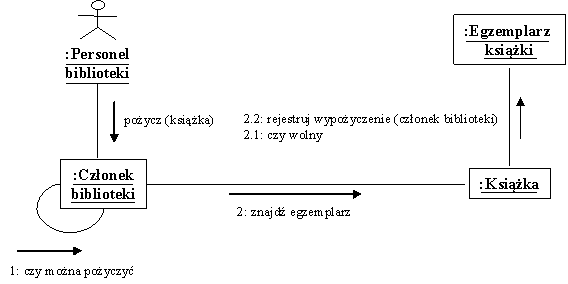 :Personel
biblioteki
:Egzemplarz
książki
pożycz (książka)
2.2: rejestruj wypożyczenie (członek biblioteki)
2.1: czy wolny
:Członek
biblioteki
:Książka
2: znajdź egzemplarz
1: czy można pożyczyć